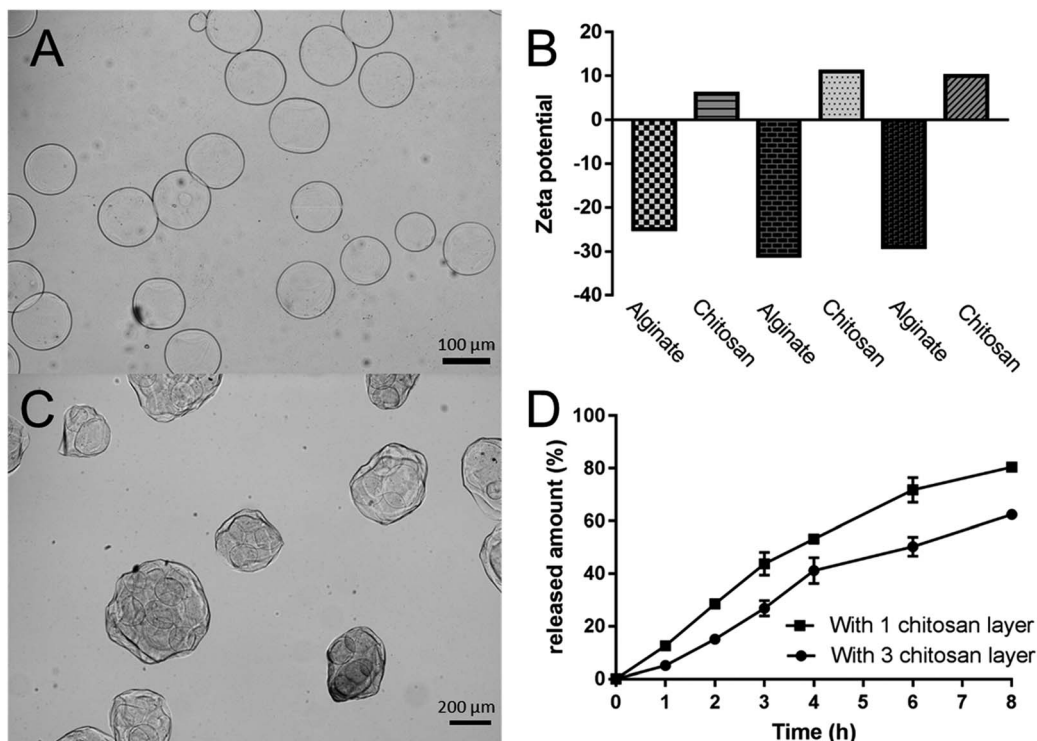 A
100 µm
B
Zeta potential
20
10
0
-10
-20
-30
-40
Alginate
Chitosan
Alginate
Chitosan
Alginate
Chitosan
C
200 µm
D
released amount (%)
100
80
60
40
20
0
With 1 chitosan layer
With 3 chitosan layer
0 1 2 3 4 5 6 7 8
Time (h)